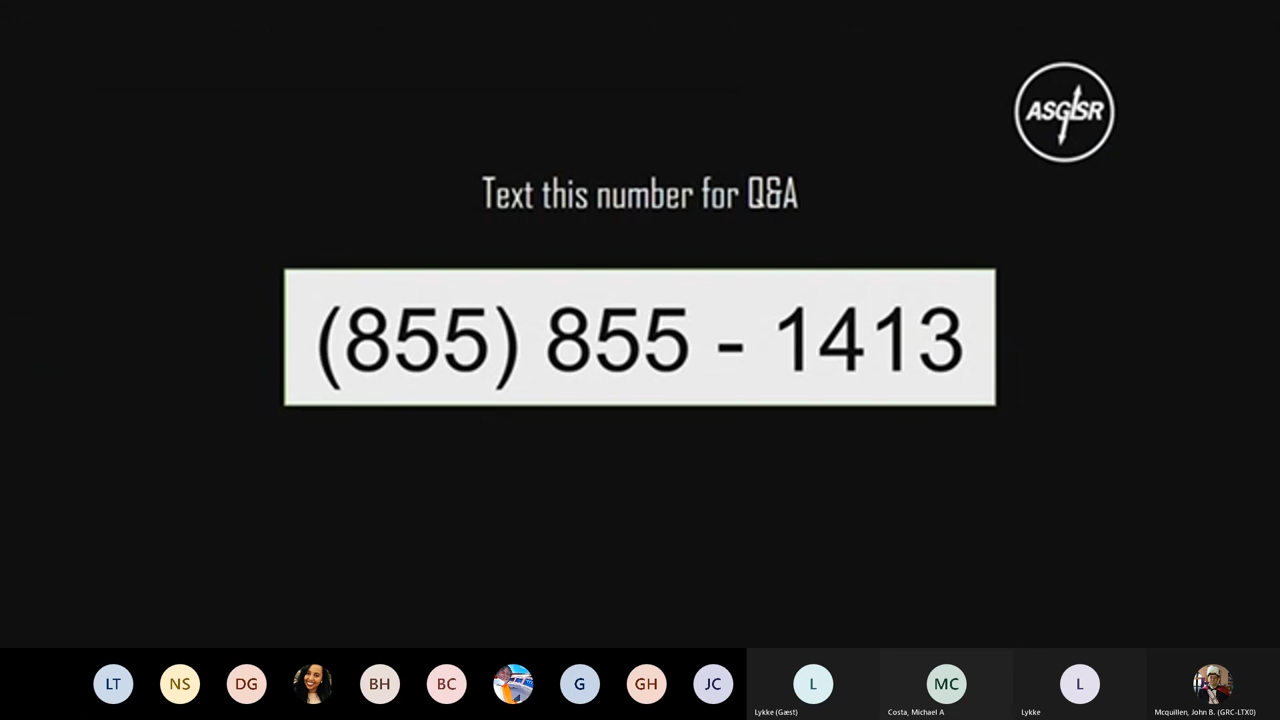 ASGSR
Text this number for Q&A
(855) 855 - 1413
LT
NS
DG
BH
BC
G
GH
JC
L
MC
L
Lykke (Gæst)
Costa, Michael A
Lykke
Mcquillen, John B. (GRC-LTX0)